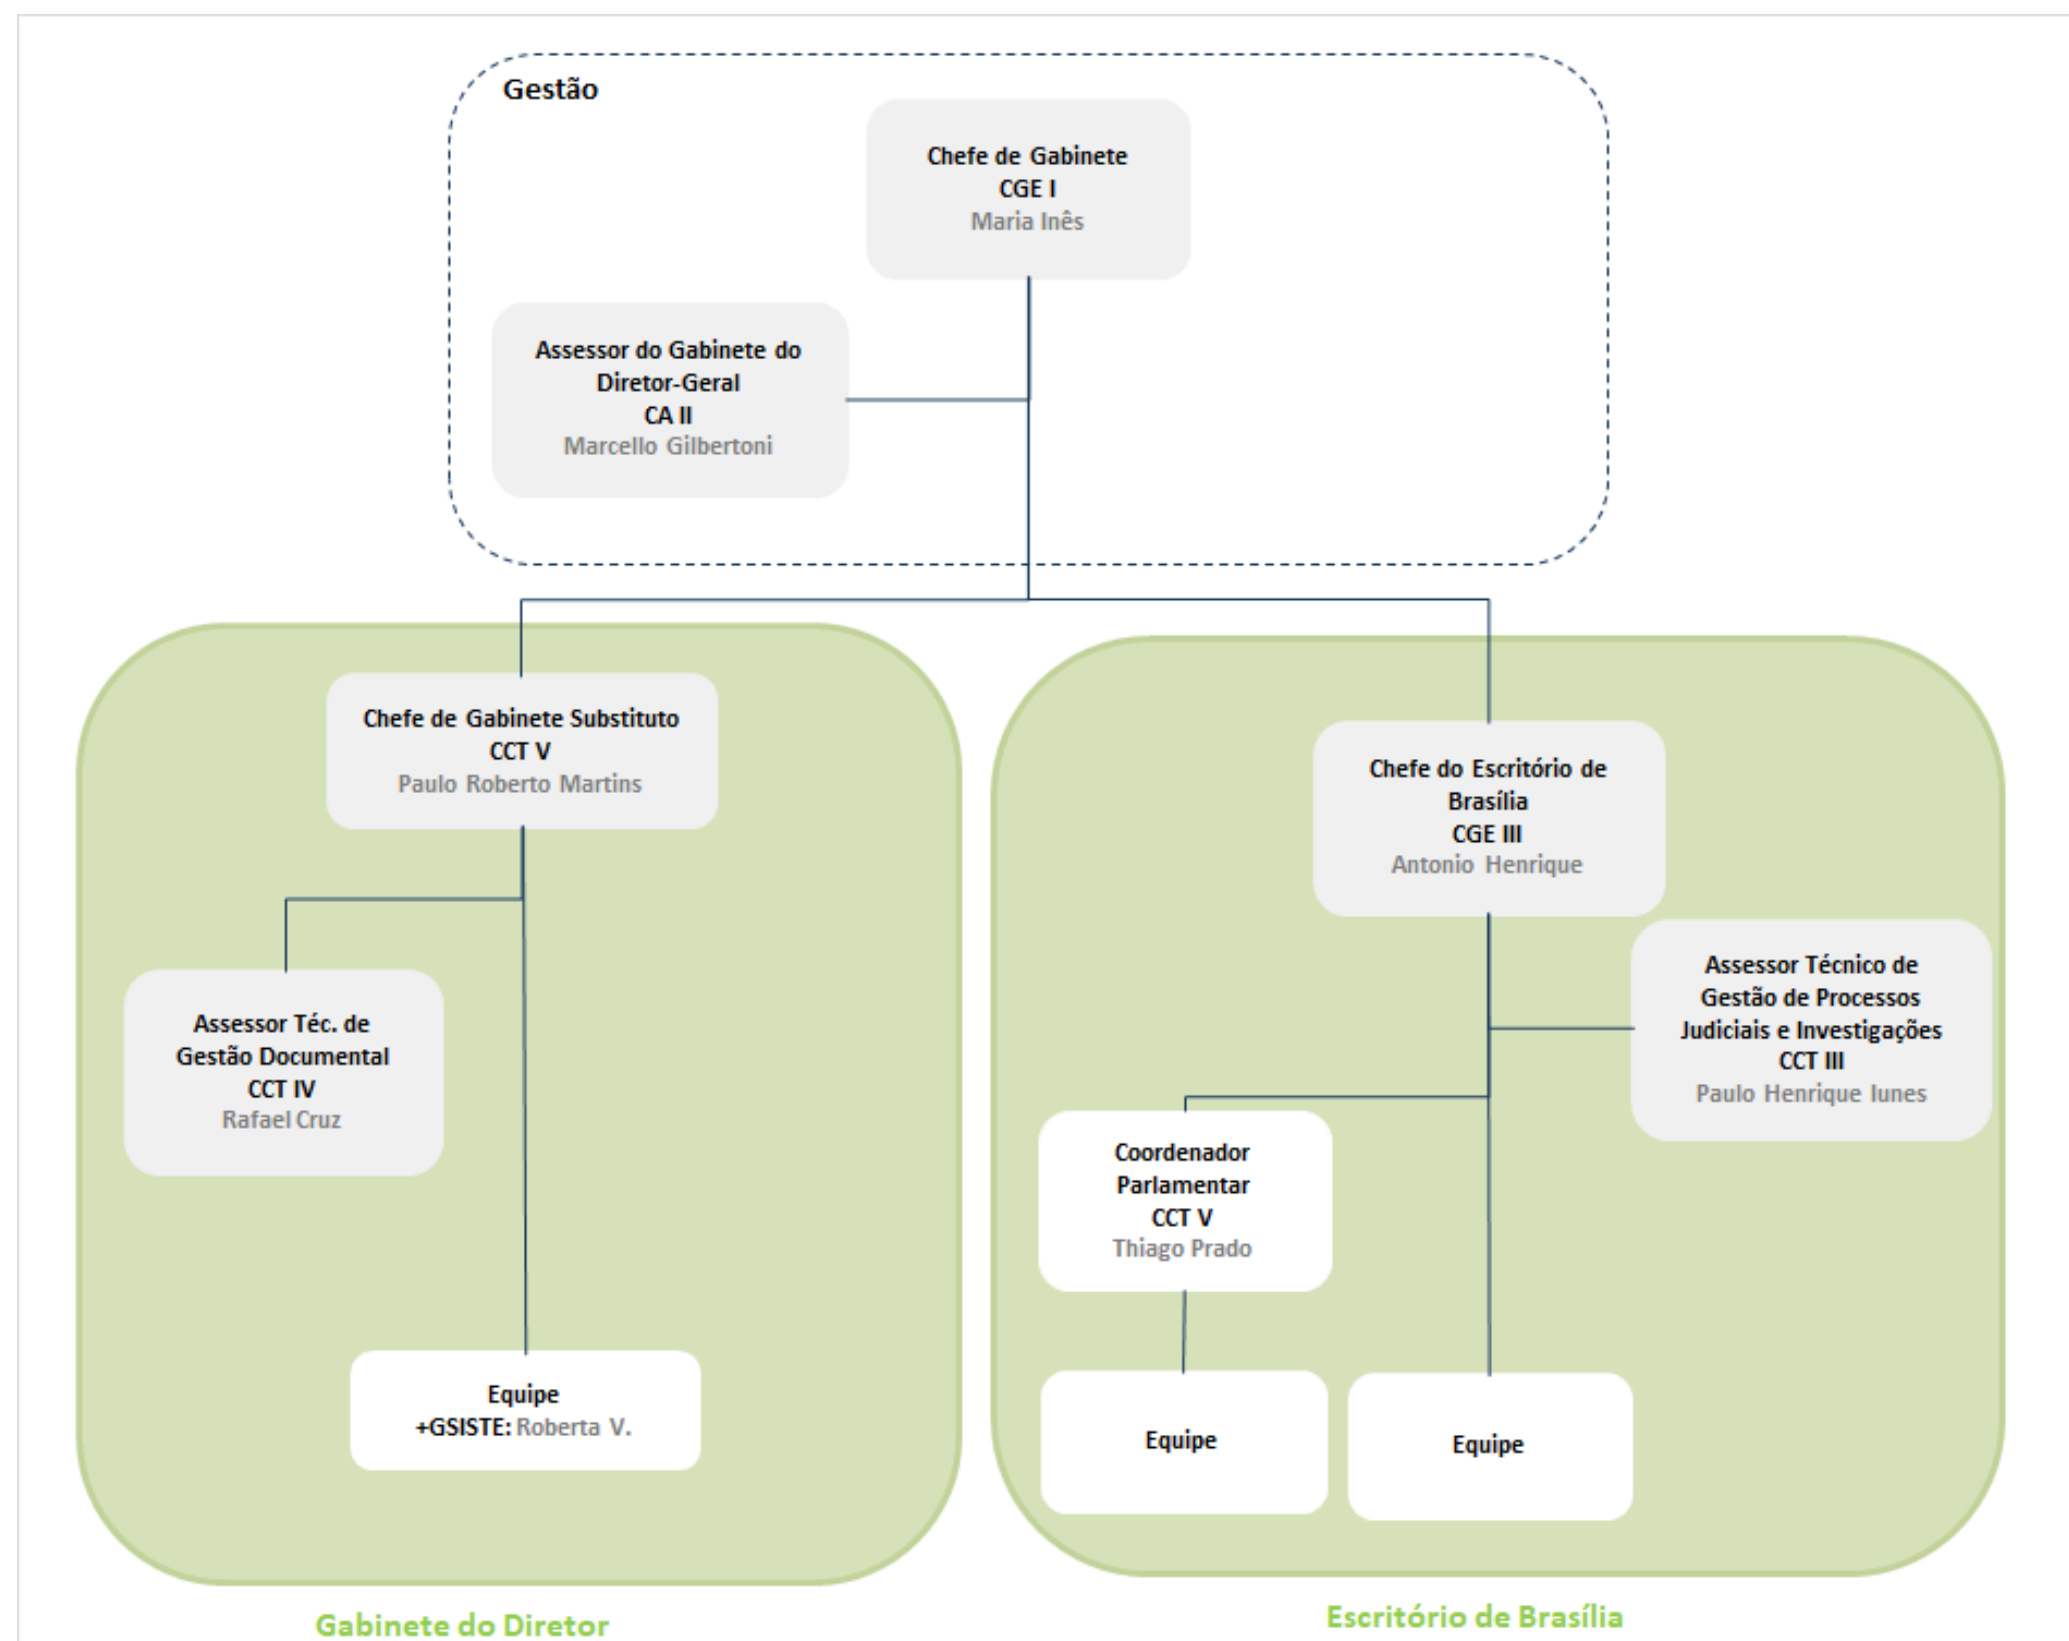 Gestão
Chefe de Gabinete
CGE I
Maria Inês
Assessor do Gabinete do
Diretor-Geral
CA II
Marcello Gilbertoni
Chefe de Gabinete Substituto
CCT V
Paulo Roberto Martins
Assessor Téc. de
Gestão Documental
CCT IV
Rafael Cruz
Equipe
+GSISTE: Roberta V.
Gabinete do Diretor
Chefe do Escritório de
Brasília
CGE III
Antonio Henrique
Assessor Técnico de
Gestão de Processos
Judiciais e Investigações
CCT III
Paulo Henrique Iunes
Coordenador
Parlamentar
CCT V
Thiago Prado
Equipe
Equipe
Escritório de Brasília